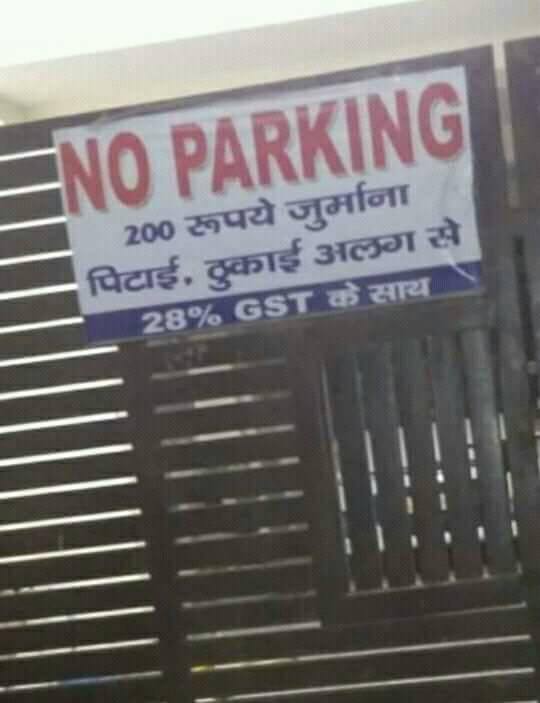 NO PARKING
200 रूपये जुर्माना
पिटाई, ठुकाई अलग से
28% GST के साथ